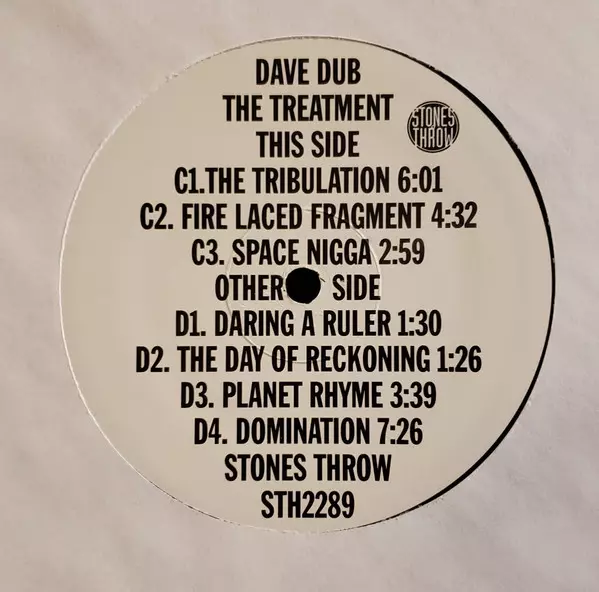 DAVE DUB
THE TREATMENT
STONES
THROW
THIS SIDE
C1.THE TRIBULATION 6:01
C2. FIRE LACED FRAGMENT 4:32
C3. SPACE NIGGA 2:59
OTHER SIDE
D1. DARING A RULER 1:30
D2. THE DAY OF RECKONING 1:26
D3. PLANET RHYME 3:39
D4. DOMINATION 7:26
STONES THROW
STH2289